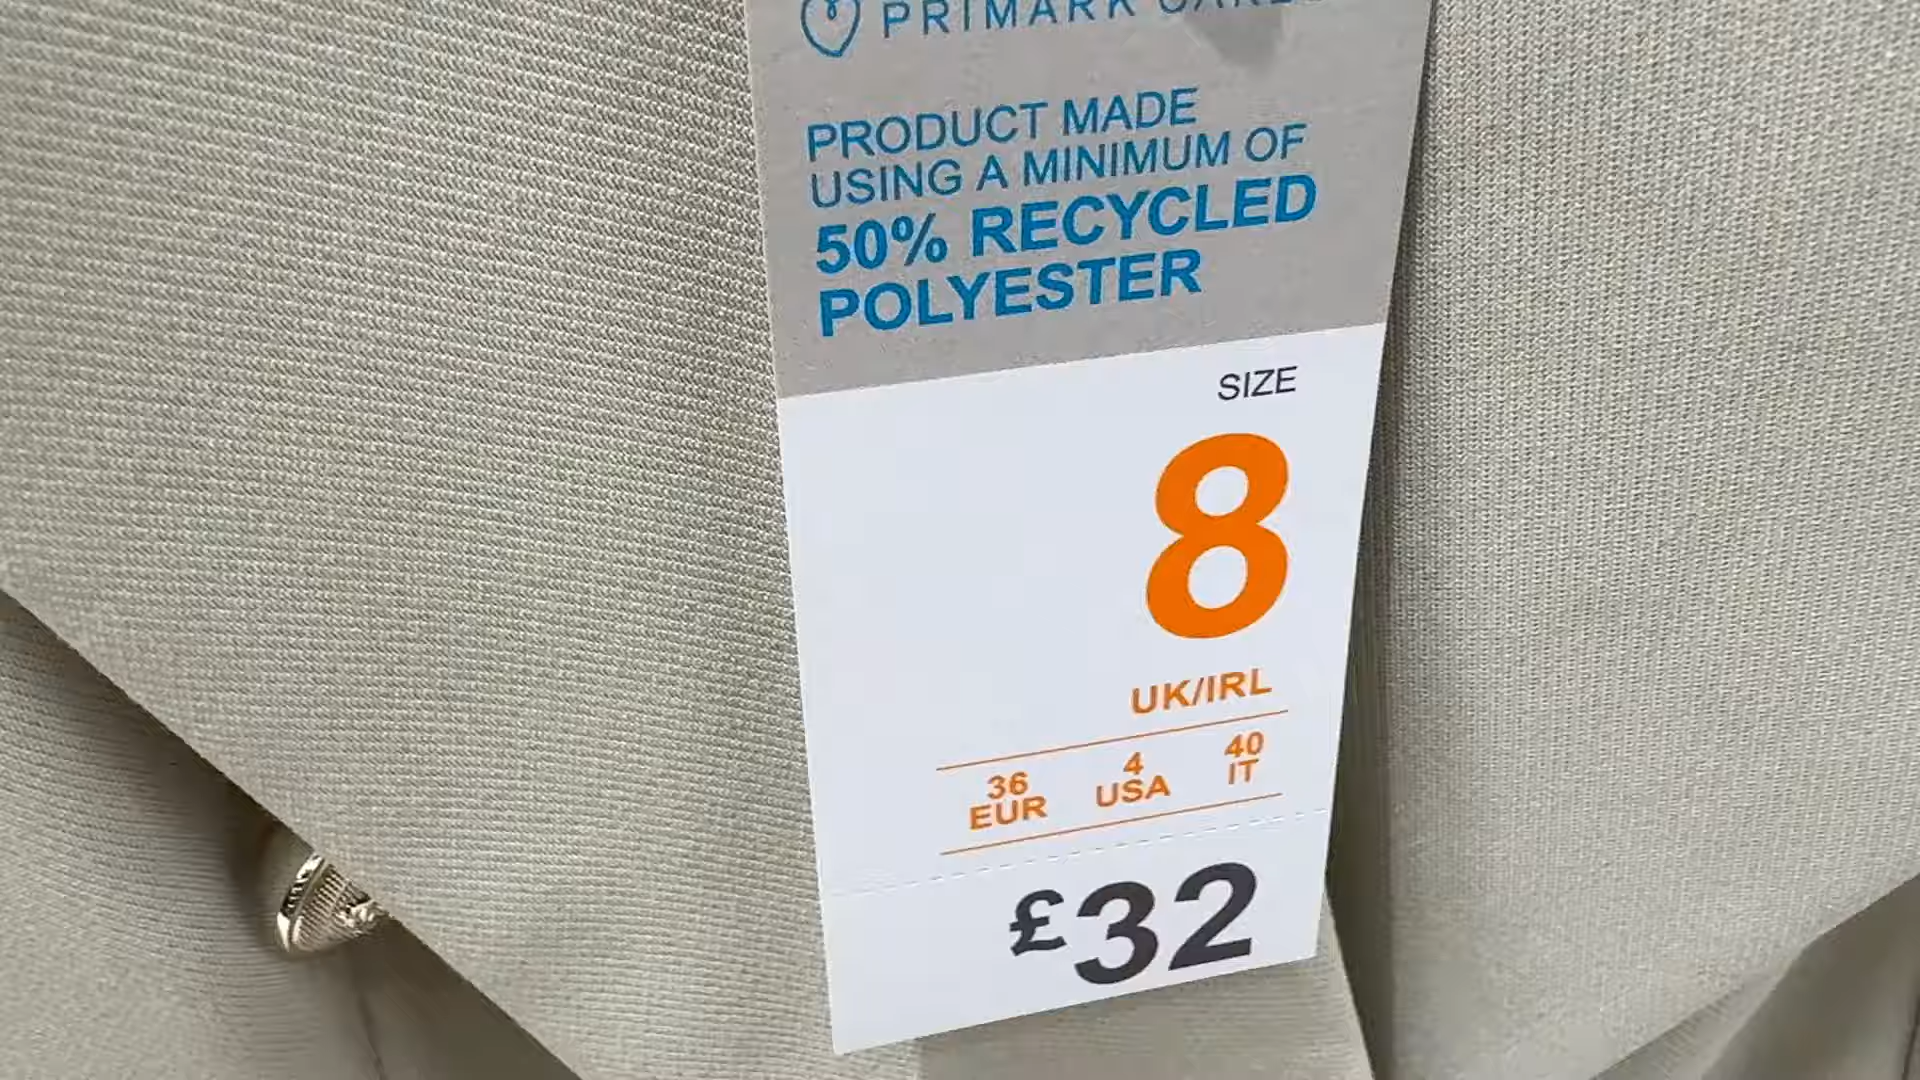 PRIMARK CARES
PRODUCT MADE
USING A MINIMUM OF
50% RECYCLED
POLYESTER
SIZE
8
UK/IRL
36 4 40
EUR USA IT
£32